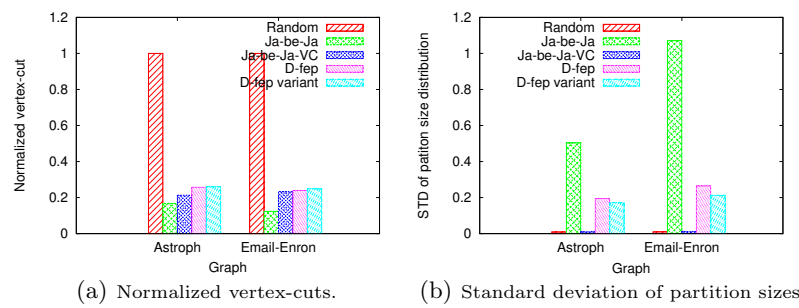 Normalized vertex-cut
1.2
1
0.8
0.6
0.4
0.2
0
Random
Ja-be-Ja
Ja-be-Ja-VC
D-fep
D-fep variant
Astroph
Email-Enron
Graph
(a) Normalized vertex-cuts.
STD of patiton size distribution
1.2
1
0.8
0.6
0.4
0.2
0
Random
Ja-be-Ja
Ja-be-Ja-VC
D-fep
D-fep variant
Astroph
Email-Enron
Graph
(b) Standard deviation of partition sizes